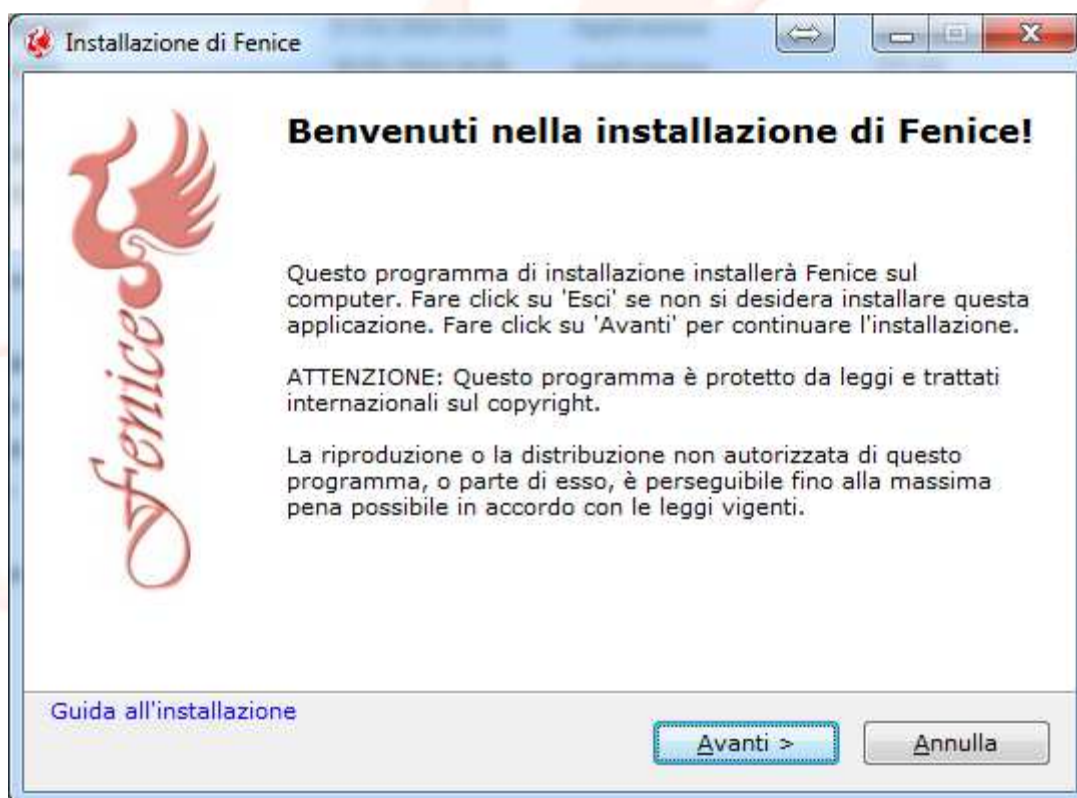 Installazione di Fenice
Benvenuti nella installazione di Fenice!
Fenice
Questo programma di installazione installerà Fenice sul
computer. Fare click su 'Esci' se non si desidera installare questa
applicazione. Fare click su 'Avanti' per continuare l'installazione.
ATTENZIONE: Questo programma è protetto da leggi e trattati
internazionali sul copyright.
La riproduzione o la distribuzione non autorizzata di questo
programma, o parte di esso, è perseguibile fino alla massima
pena possibile in accordo con le leggi vigenti.
Guida all'installazione
Avanti >
Annulla